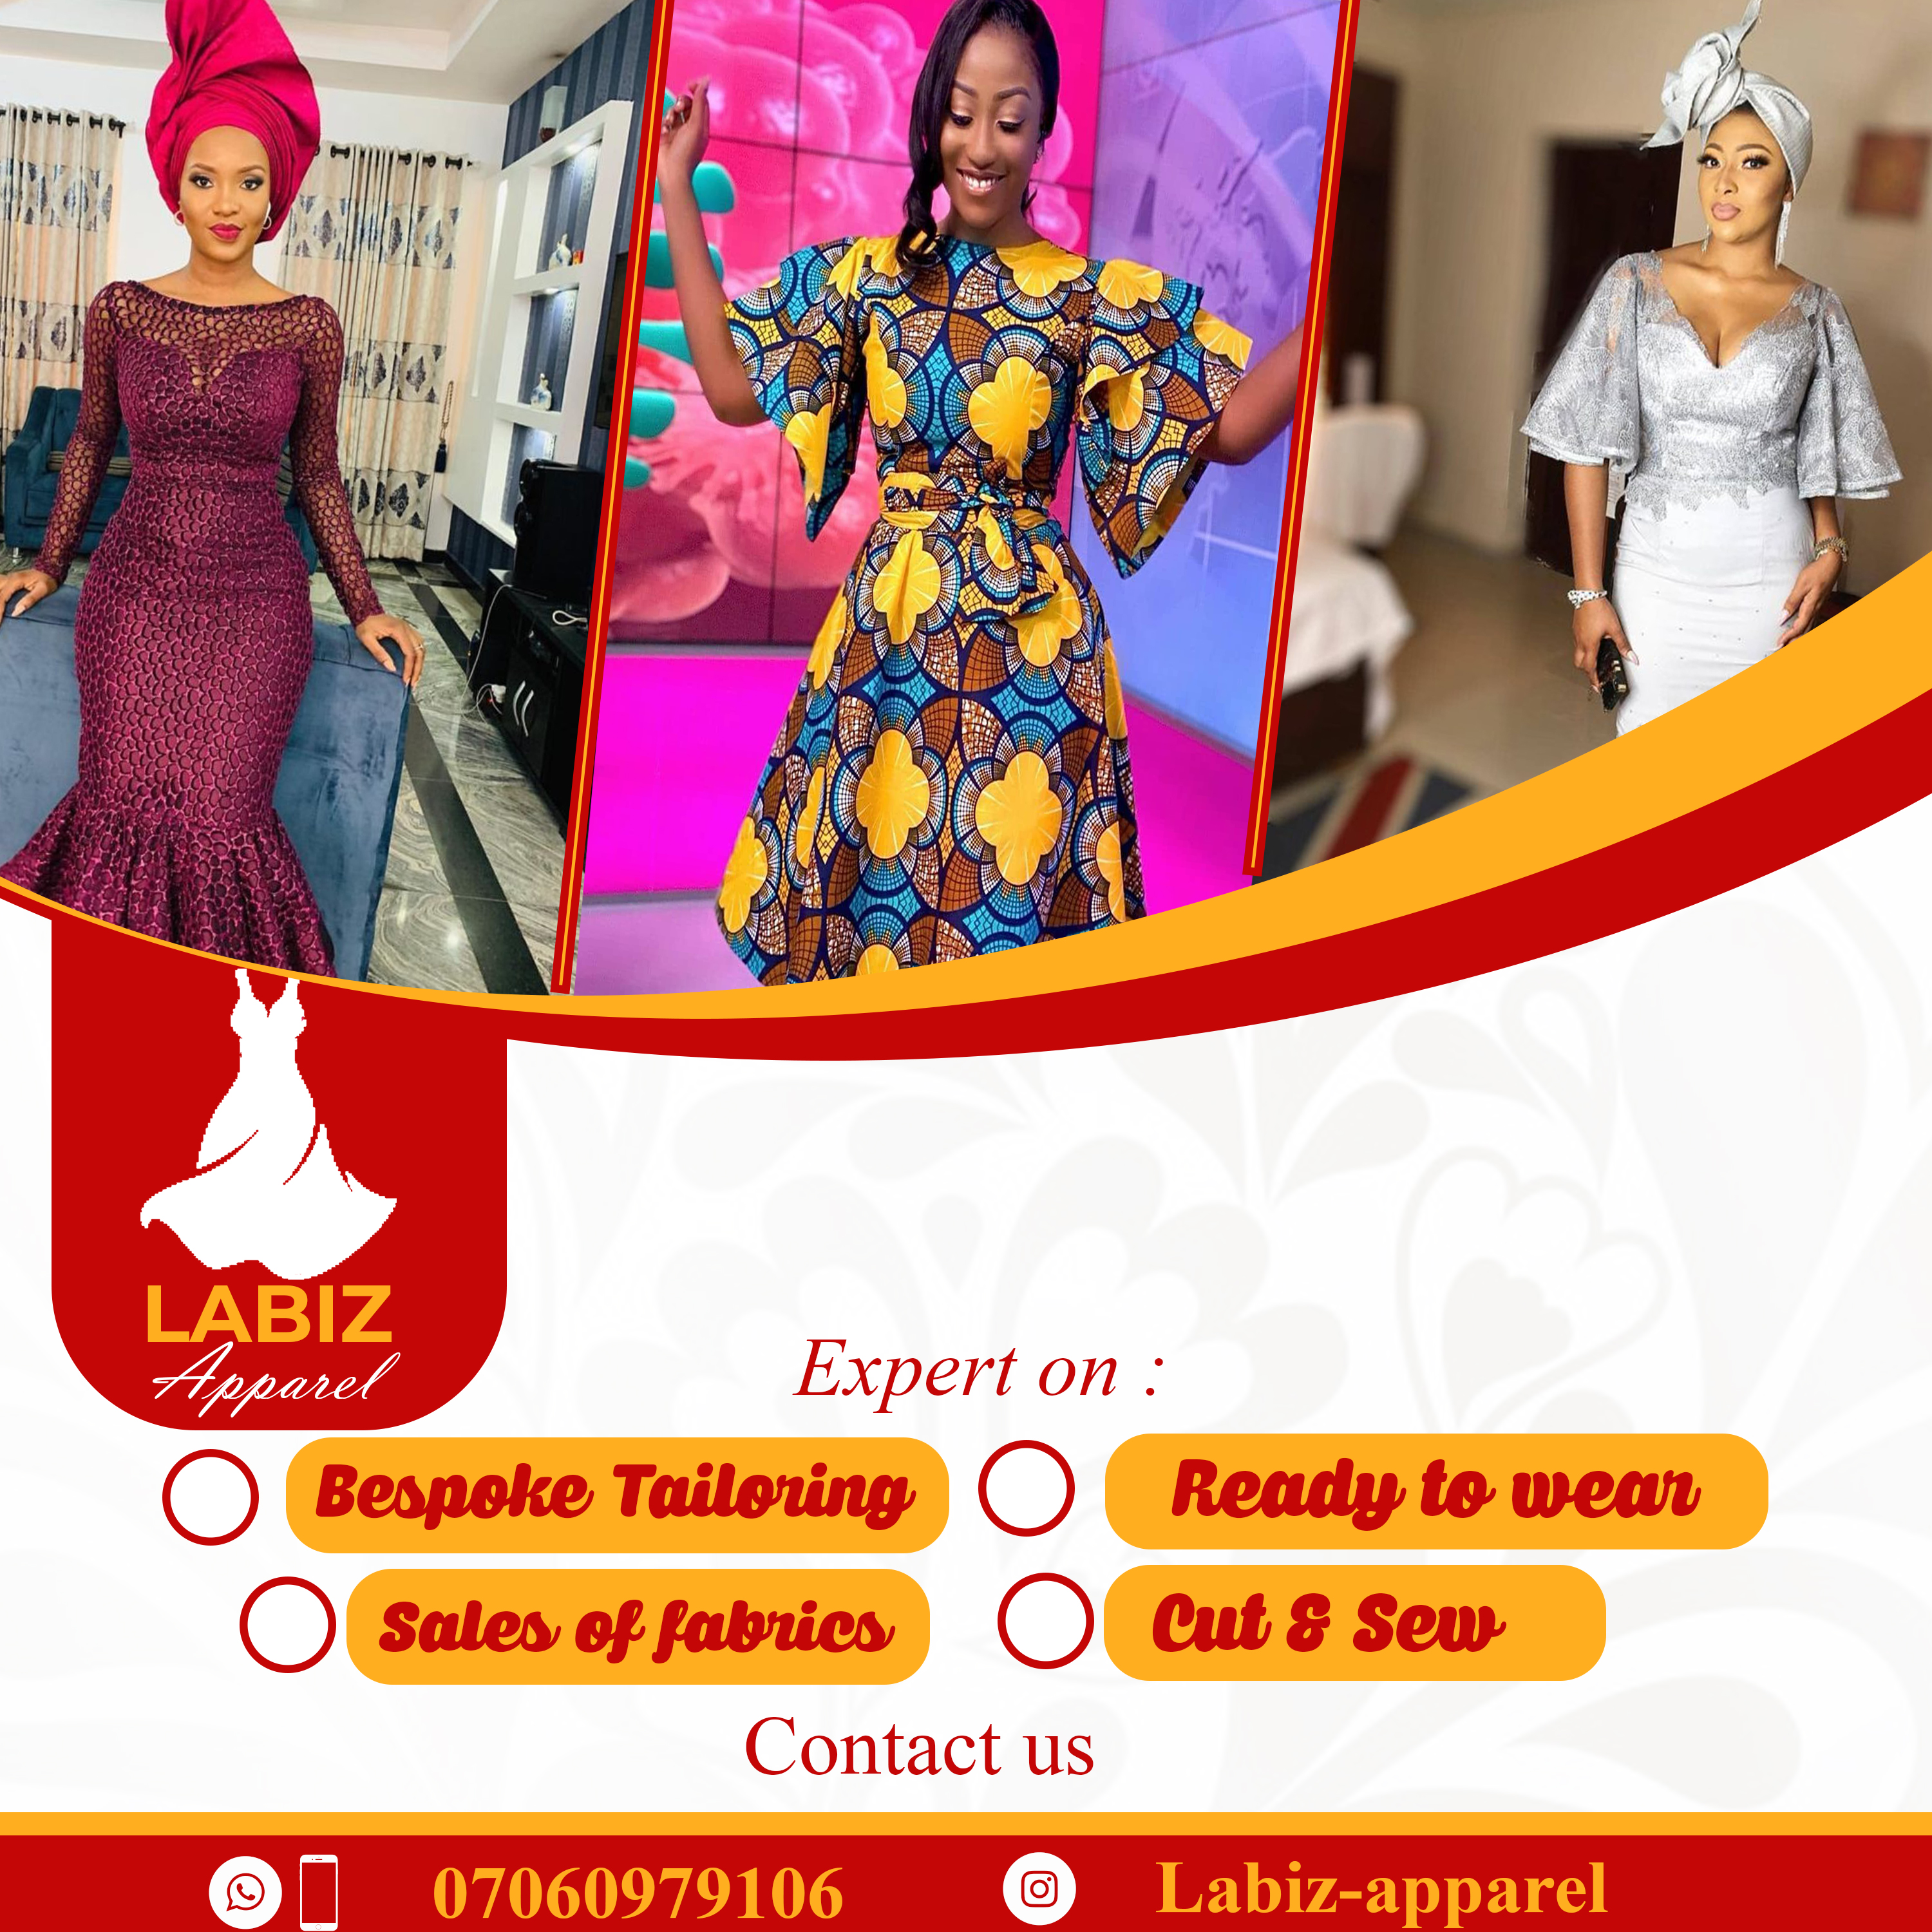 LABIZ
Apparel
Expert on :
Bespoke Tailoring
Ready to wear
Sales of fabrics
Cut & Sew
Contact us
07060979106
Labiz-apparel